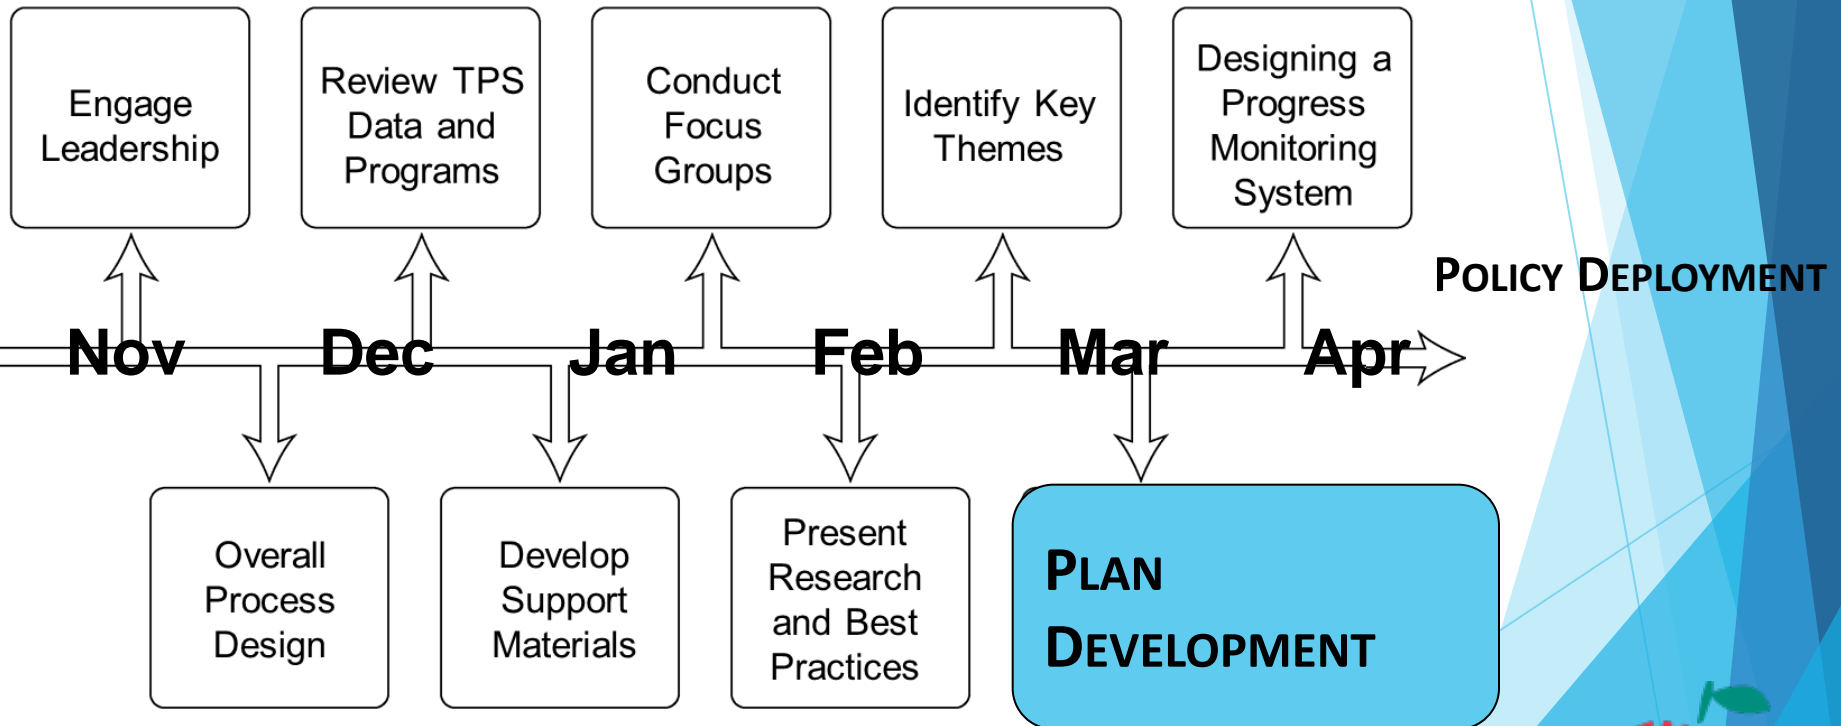 Engage
Leadership
Review TPS
Data and
Programs
Conduct
Focus
Groups
Identify Key
Themes
Designing a
Progress
Monitoring
System
POLICY DEPLOYMENT
Nov
Dec
Jan
Feb
Mar
Apr
Overall
Process
Design
Develop
Support
Materials
Present
Research
and Best
Practices
PLAN
DEVELOPMENT